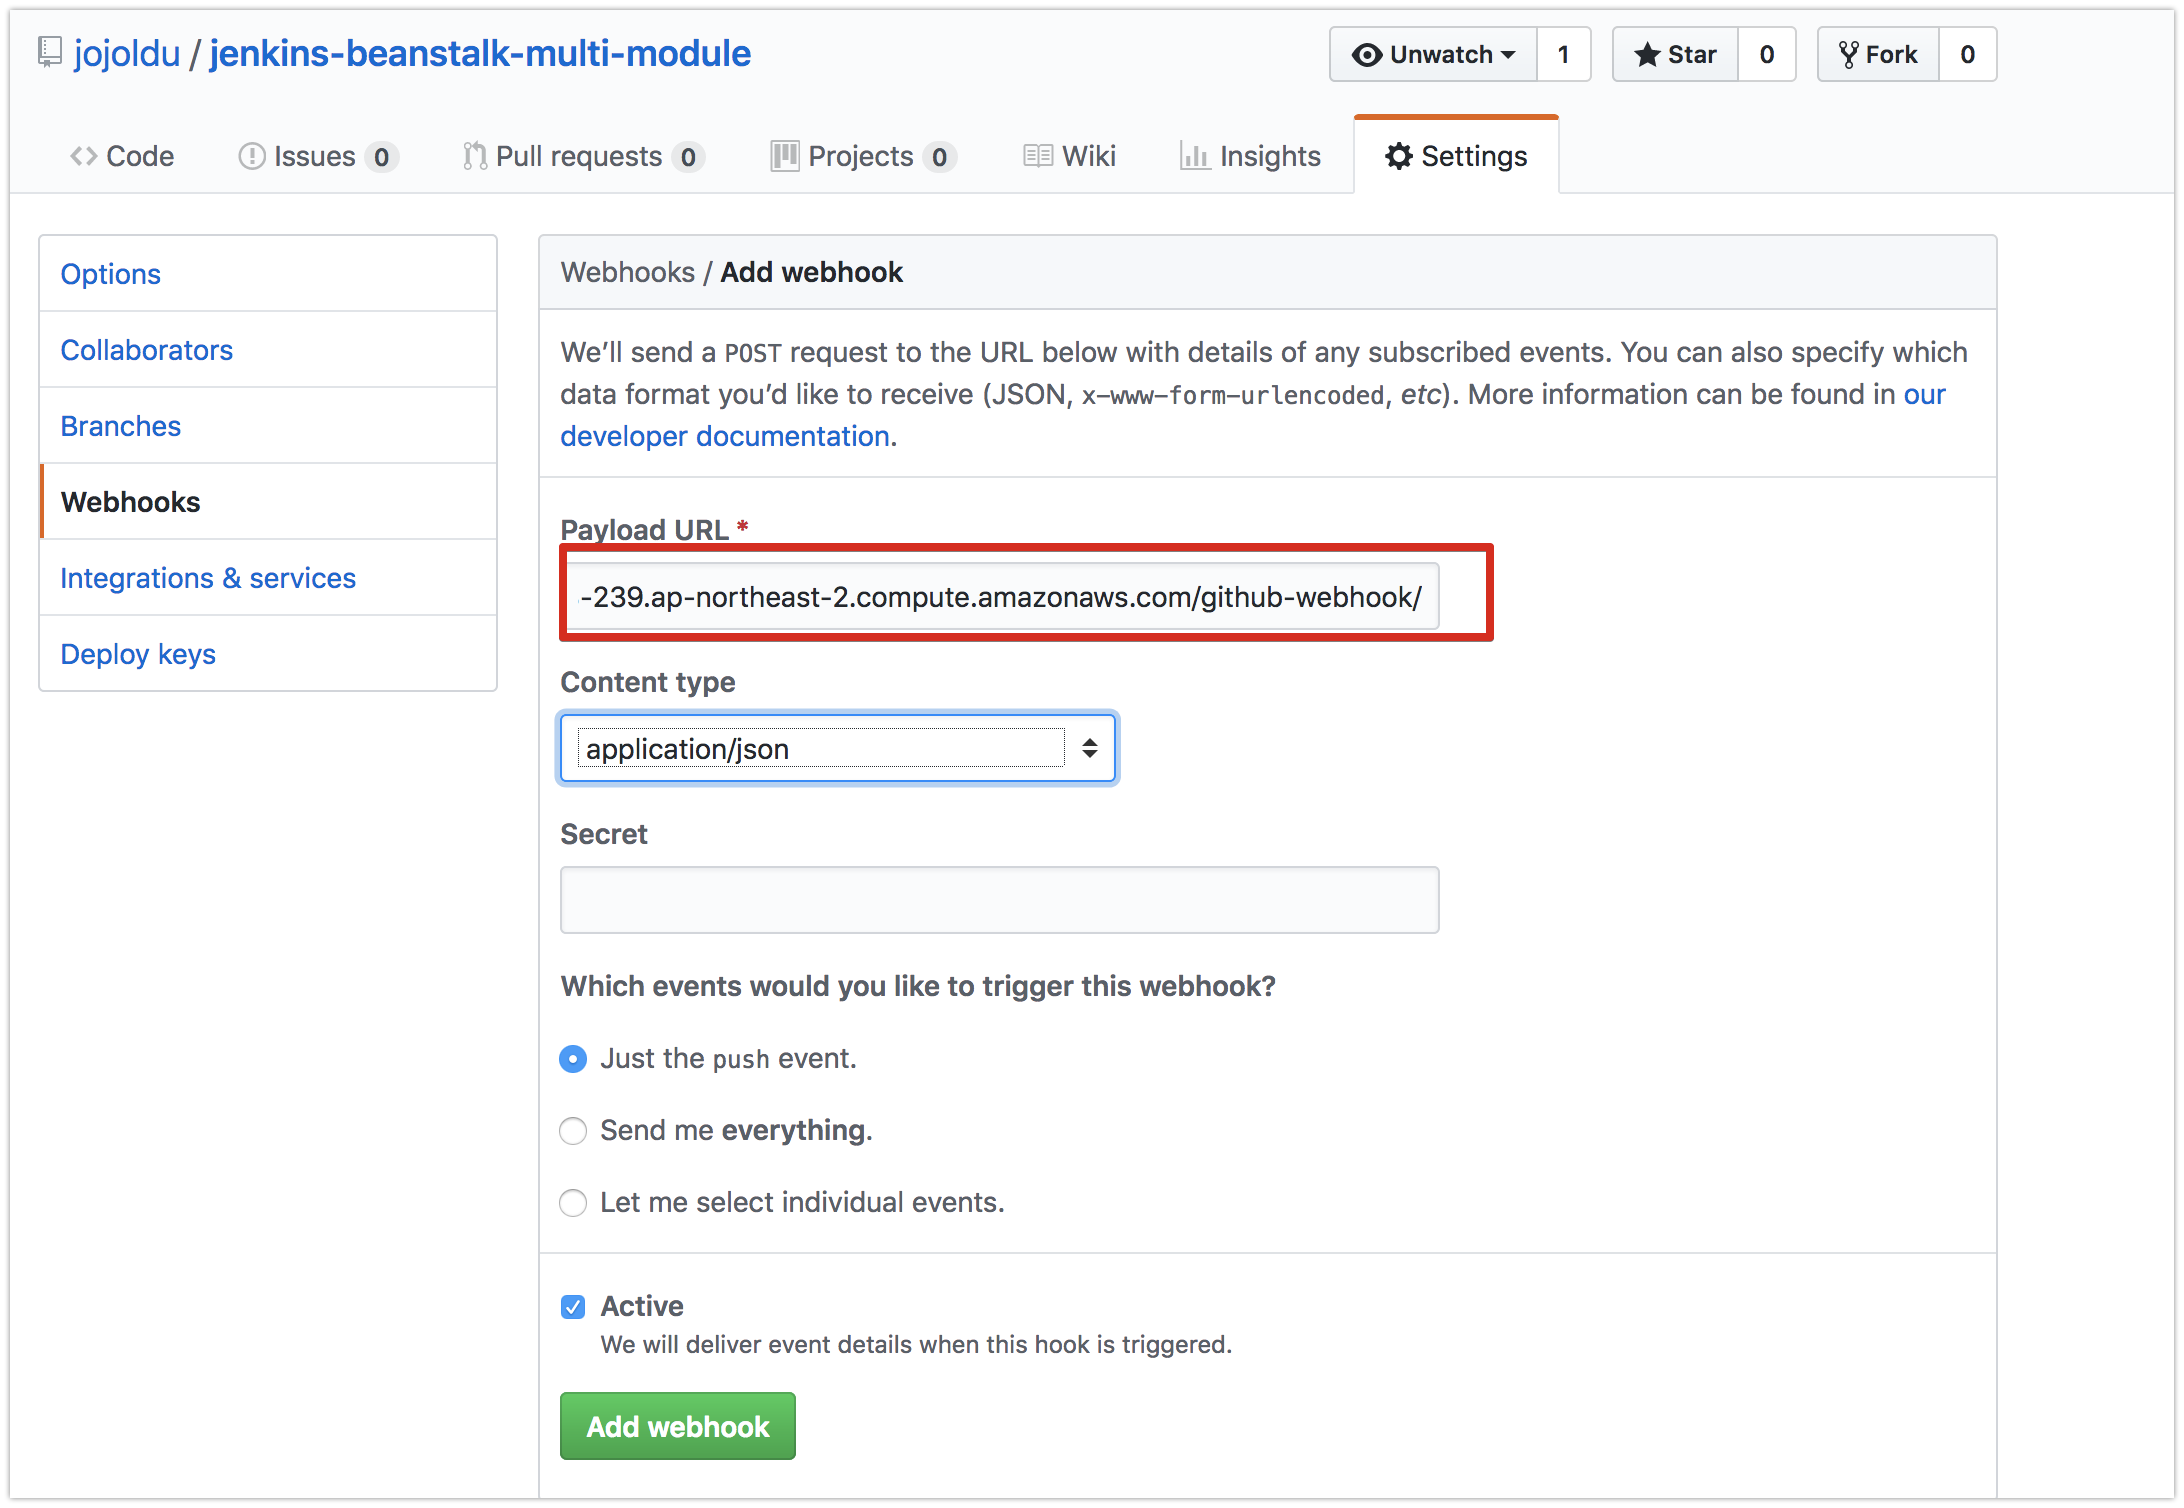 jojoldu / jenkins-beanstalk-multi-module
Unwatch 1 Star 0 Fork 0
Code Issues 0 Pull requests 0 Projects 0 Wiki Insights Settings
Options
Collaborators
Branches
Webhooks
Integrations & services
Deploy keys
Webhooks / Add webhook
We’ll send a POST request to the URL below with details of any subscribed events. You can also specify which
data format you’d like to receive (JSON, x-www-form-urlencoded, etc). More information can be found in our
developer documentation.
Payload URL *
-239.ap-northeast-2.compute.amazonaws.com/github-webhook/
Content type
application/json
Secret
Which events would you like to trigger this webhook?
Just the push event.
Send me everything.
Let me select individual events.
Active
We will deliver event details when this hook is triggered.
Add webhook